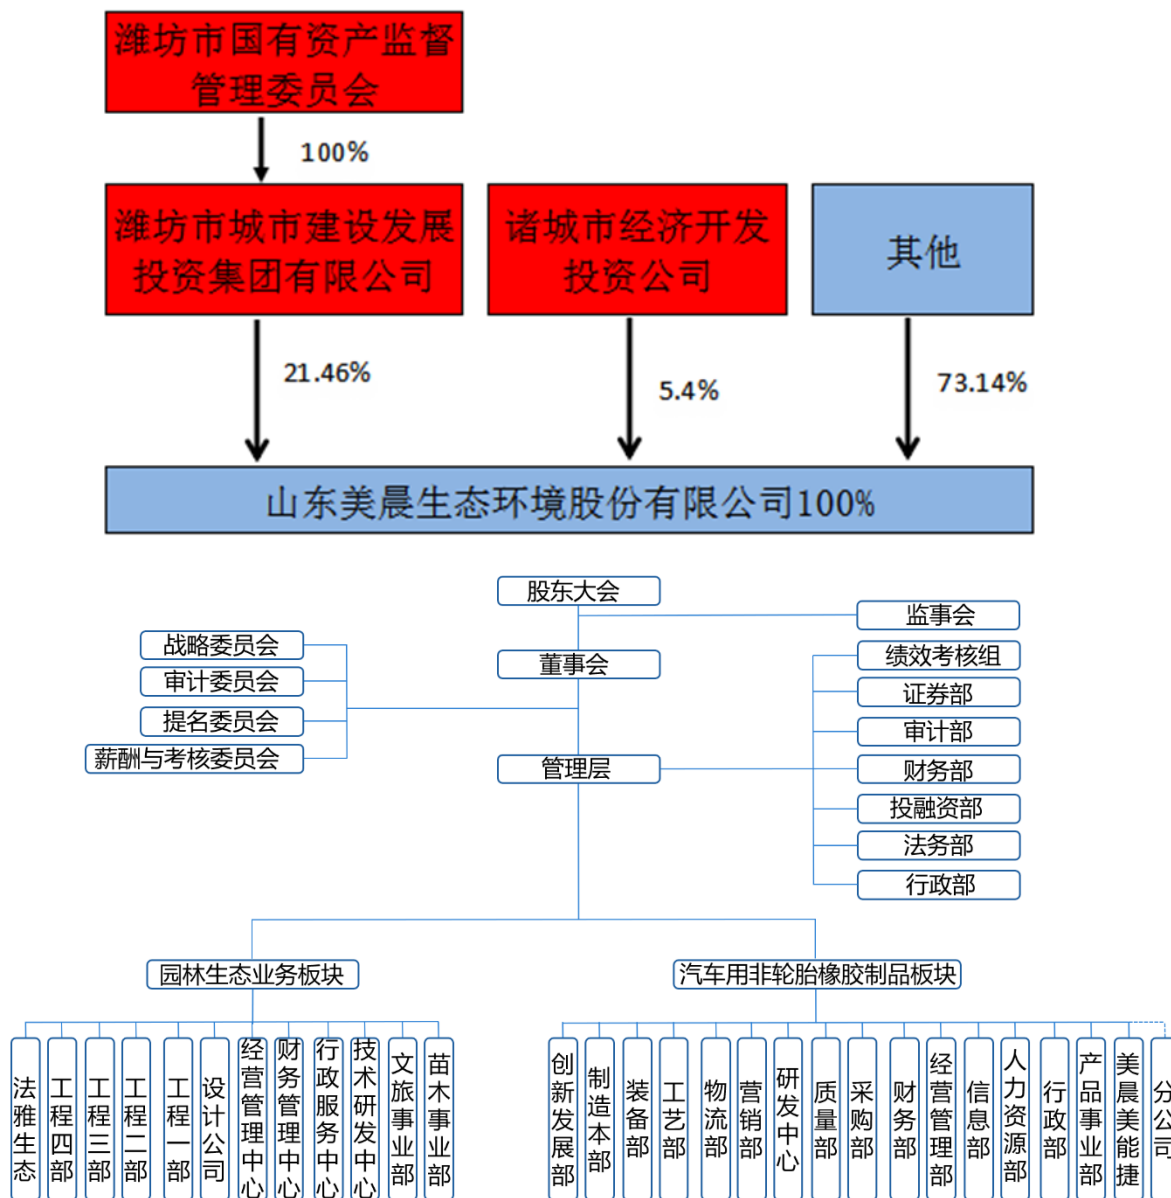 潍坊市国有资产监督
管理委员会
100%
潍坊市城市建设发展
投资集团有限公司
诸城市经济开发
投资公司
其他
21.46%
5.4%
73.14%
山东美晨生态环境股份有限公司100%
股东大会
监事会
战略委员会
审计委员会
提名委员会
薪酬与考核委员会
董事会
绩效考核组
证券部
审计部
财务部
投融资部
法务部
行政部
管理层
园林生态业务板块
汽车用非轮胎橡胶制品板块
法雅生态
工程四部
工程三部
工程二部
工程一部
设计公司
经营管理中心
财务管理中心
行政服务中心
技术研发中心
文旅事业部
苗木事业部
创新发展部
制造本部
装备部
工艺部
物流部
营销部
研发中心
质量部
采购部
财务部
经营管理部
信息部
人力资源部
行政部
产品事业部
美晨美能捷
分公司